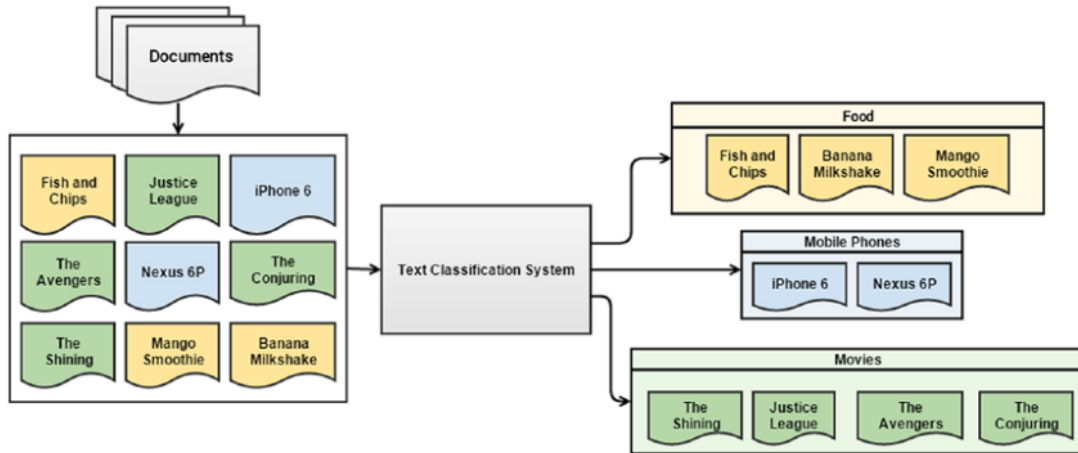 Documents
Fish and
Chips
Justice
League
iPhone 6
The
Avengers
Nexus 6P
The
Conjuring
The
Shining
Mango
Smoothie
Banana
Milkshake
Text Classification System
Food
Fish and
Chips
Banana
Milkshake
Mango
Smoothie
Mobile Phones
iPhone 6
Nexus 6P
Movies
The
Shining
Justice
League
The
Avengers
The
Conjuring